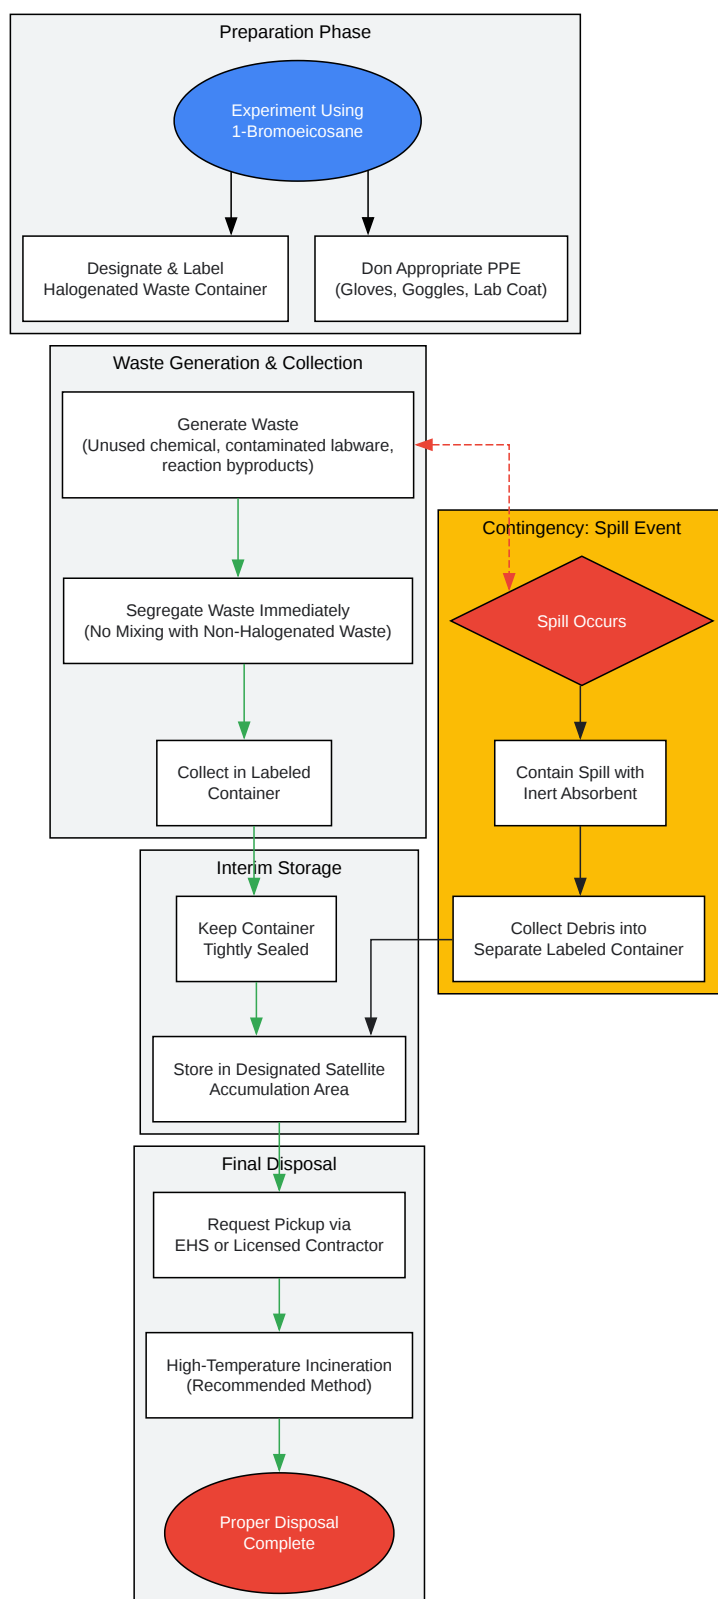 Preparation Phase
Experiment Using
1-Bromoeicosane
Designate & Label
Halogenated Waste Container
Don Appropriate PPE
(Gloves, Goggles, Lab Coat)
Waste Generation & Collection
Generate Waste
(Unused chemical, contaminated labware,
reaction byproducts)
Segregate Waste Immediately
(No Mixing with Non-Halogenated Waste)
Collect in Labeled
Container
Contingency: Spill Event
Spill Occurs
Contain Spill with
Inert Absorbent
Collect Debris into
Separate Labeled Container
Interim Storage
Keep Container
Tightly Sealed
Store in Designated Satellite
Accumulation Area
Final Disposal
Request Pickup via
EHS or Licensed Contractor
High-Temperature Incineration
(Recommended Method)
Proper Disposal
Complete